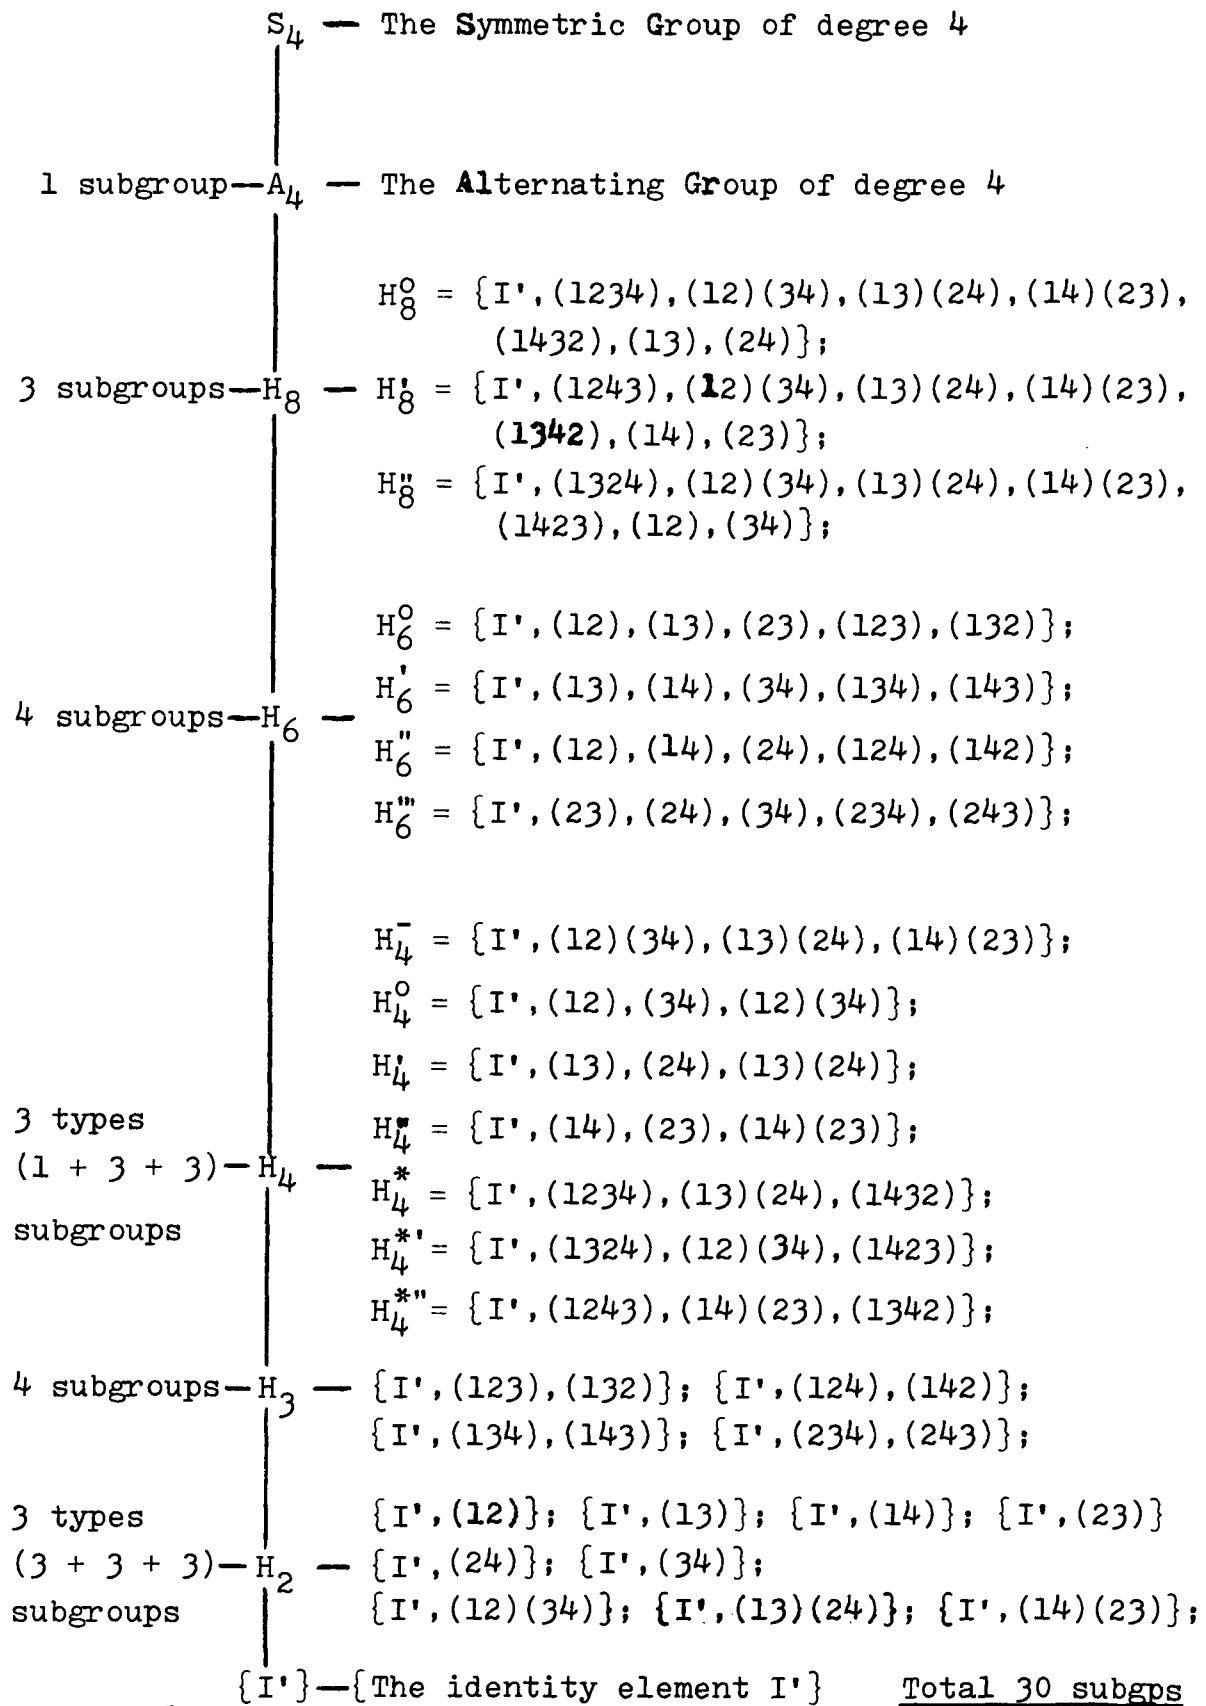 S₄ — The Symmetric Group of degree 4
1 subgroup—A₄ — The Alternating Group of degree 4
H₈° = {I',(1234),(12)(34),(13)(24),(14)(23),
(1432),(13),(24)};
3 subgroups—H₈ — H₈' = {I',(1243),(12)(34),(13)(24),(14)(23),
(1342),(14),(23)};
H₈" = {I',(1324),(12)(34),(13)(24),(14)(23),
(1423),(12),(34)};
H₆° = {I',(12),(13),(23),(123),(132)};
H₆' = {I',(13),(14),(34),(134),(143)};
4 subgroups—H₆ —
H₆" = {I',(12),(14),(24),(124),(142)};
H₆"' = {I',(23),(24),(34),(234),(243)};
H₄⁻ = {I',(12)(34),(13)(24),(14)(23)};
H₄° = {I',(12),(34),(12)(34)};
H₄' = {I',(13),(24),(13)(24)};
3 types
H₄" = {I',(14),(23),(14)(23)};
(1 + 3 + 3)—H₄ —
H₄* = {I',(1234),(13)(24),(1432)};
subgroups
H₄*' = {I',(1324),(12)(34),(1423)};
H₄*" = {I',(1243),(14)(23),(1342)};
4 subgroups—H₃ — {I',(123),(132)}; {I',(124),(142)};
{I',(134),(143)}; {I',(234),(243)};
3 types {I',(12)}; {I',(13)}; {I',(14)}; {I',(23)}
(3 + 3 + 3)—H₂ — {I',(24)}; {I',(34)};
subgroups {I',(12)(34)}; {I',(13)(24)}; {I',(14)(23)};
{I'}—{The identity element I'} Total 30 subgps